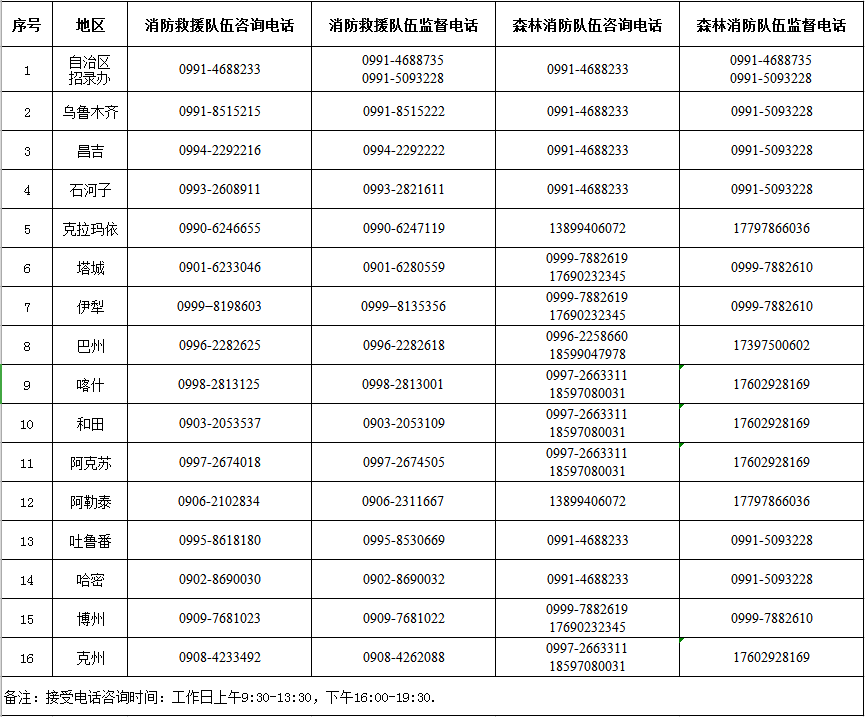 序号 地区 消防救援队伍咨询电话 消防救援队伍监督电话 森林消防队伍咨询电话 森林消防队伍监督电话
1 自治区招录办 0991-4688233 0991-4688735 0991-5093228 0991-4688233 0991-4688735 0991-5093228
2 乌鲁木齐 0991-8515215 0991-8515222 0991-4688233 0991-5093228
3 昌吉 0994-2292216 0994-2292222 0991-4688233 0991-5093228
4 石河子 0993-2608911 0993-2821611 0991-4688233 0991-5093228
5 克拉玛依 0990-6246655 0990-6247119 13899406072 17797866036
6 塔城 0901-6233046 0901-6280559 0999-7882619 17690232345 0999-7882610
7 伊犁 0999-8198603 0999-8135356 0999-7882619 17690232345 0999-7882610
8 巴州 0996-2282625 0996-2282618 0996-2258660 18599047978 17397500602
9 喀什 0998-2813125 0998-2813001 0997-2663311 18597080031 17602928169
10 和田 0903-2053537 0903-2053109 0997-2663311 18597080031 17602928169
11 阿克苏 0997-2674018 0997-2674505 0997-2663311 18597080031 17602928169
12 阿勒泰 0906-2102834 0906-2311667 13899406072 17797866036
13 吐鲁番 0995-8618180 0995-8530669 0991-4688233 0991-5093228
14 哈密 0902-8690030 0902-8690032 0991-4688233 0991-5093228
15 博州 0909-7681023 0909-7681022 0999-7882619 17690232345 0999-7882610
16 克州 0908-4233492 0908-4262088 0997-2663311 18597080031 17602928169
备注：接受电话咨询时间：工作日上午9:30-13:30，下午16:00-19:30.